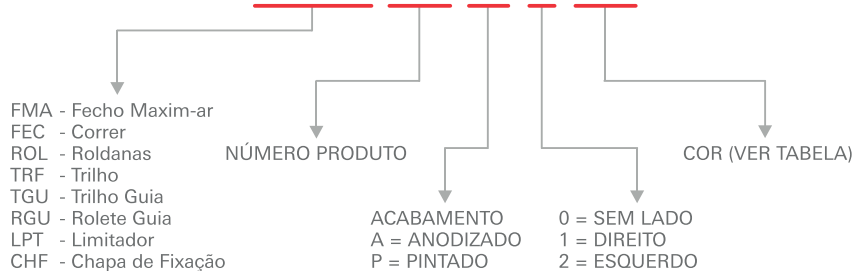 FMA - Fecho Maxim-ar
FEC - Correr
ROL - Roldanas
TRF - Trilho
TGU - Trilho Guia
RGU - Rolete Guia
LPT - Limitador
CHF - Chapa de Fixação
NÚMERO PRODUTO
ACABAMENTO
A = ANODIZADO
P = PINTADO
0 = SEM LADO
1 = DIREITO
2 = ESQUERDO
COR (VER TABELA)